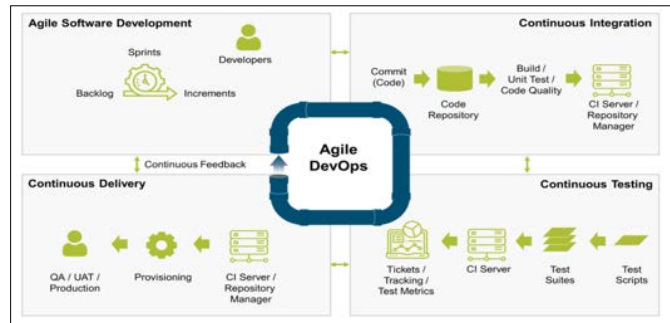 Agile Software Development
Sprints
Developers
Backlog
Increments
Continuous Integration
Commit
(Code)
Code
Repository
Build /
Unit Test /
Code Quality
CI Server /
Repository
Manager
Agile
DevOps
Continuous Feedback
Continuous Delivery
QA / UAT /
Production
Provisioning
CI Server /
Repository
Manager
Continuous Testing
Tickets /
Tracking /
Test Metrics
CI Server
Test
Suites
Test
Scripts